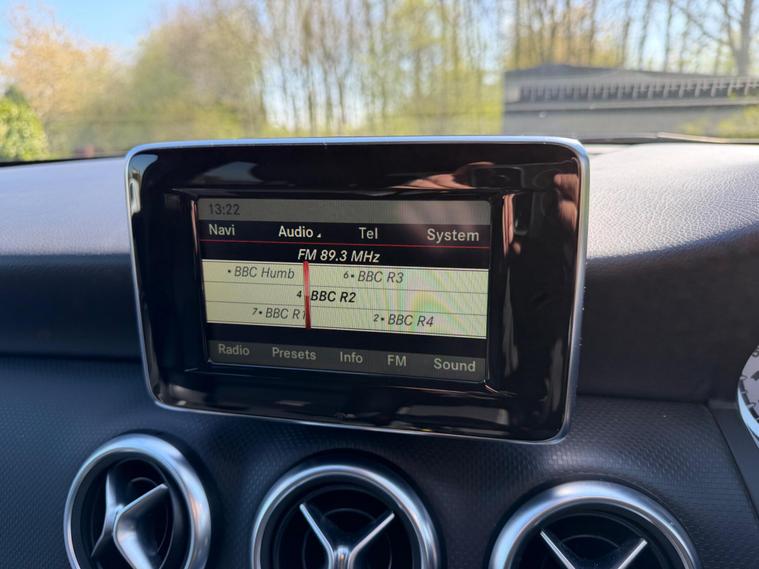 13:22
Navi Audio Tel System
FM 89.3 MHz
BBC Humb 6 BBC R3
4 BBC R2
7 BBC R1 2 BBC R4
Radio Presets Info FM Sound